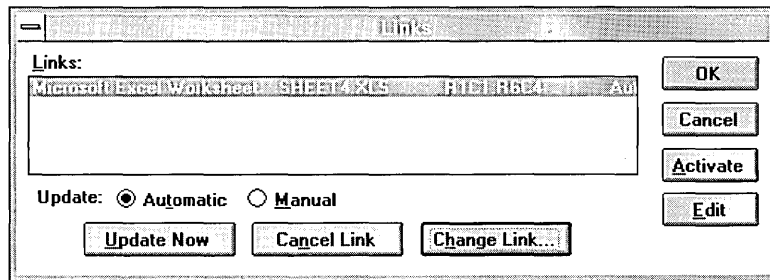 Links
Links:
Microsoft Excel Worksheet SHEET4.XLS R1C1:R6C4 Aut
OK
Cancel
Activate
Edit
Update: Automatic Manual
Update Now Cancel Link Change Link...